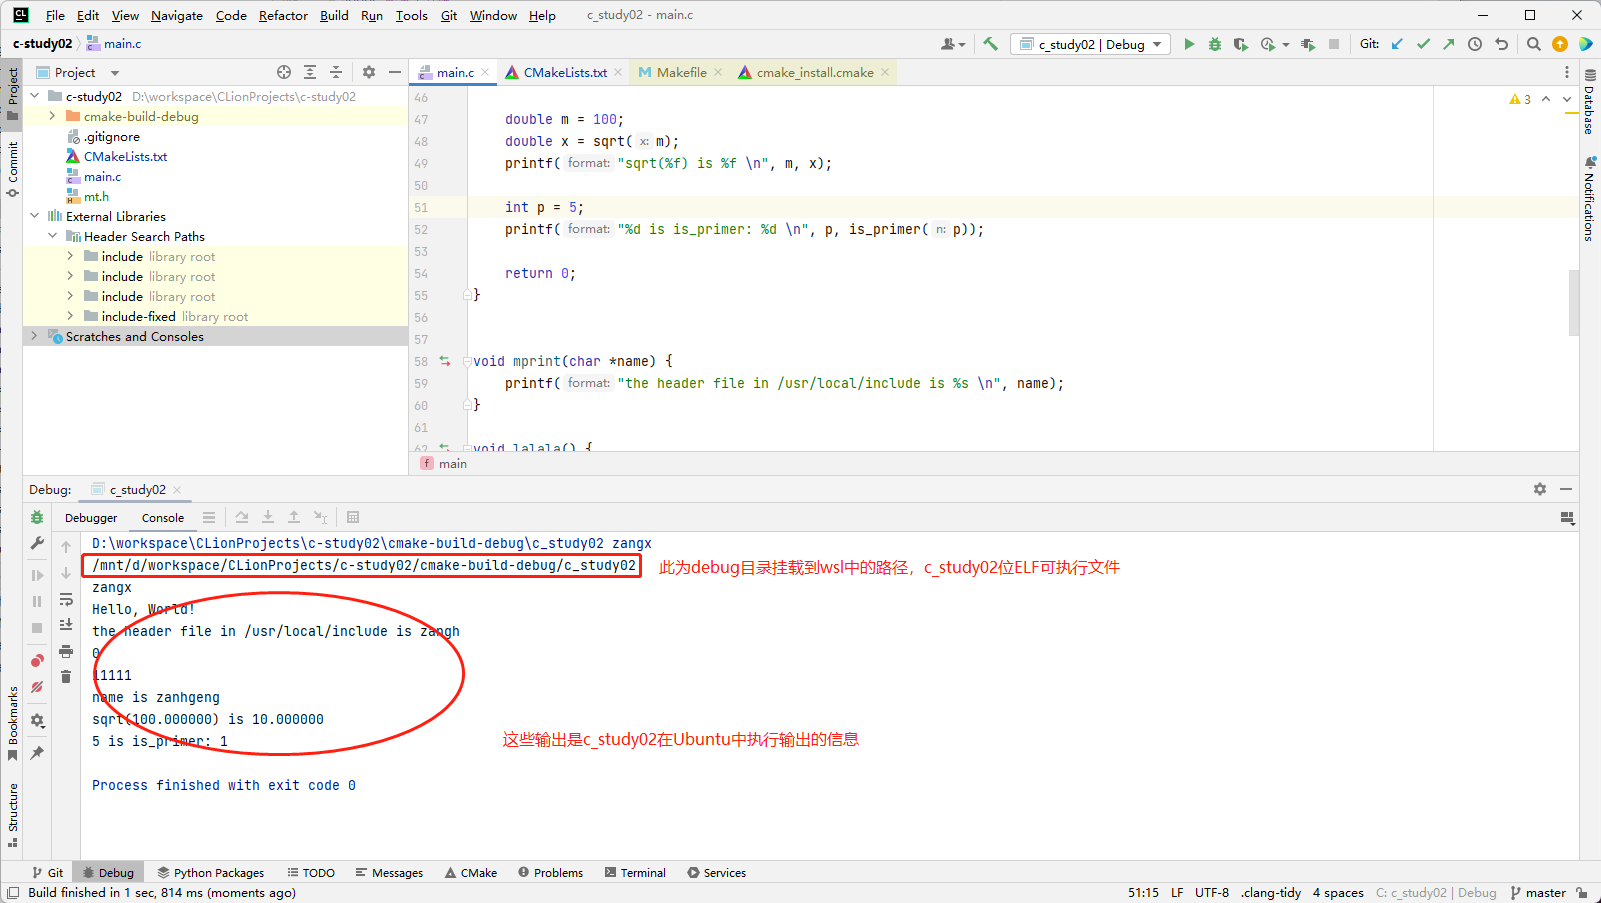 CL File Edit View Navigate Code Refactor Build Run Tools Git Window Help c_study02 - main.c
c-study02 main.c c_study02 | Debug Git:
Project main.c CMakeLists.txt Makefile cmake_install.cmake
c-study02 D:\workspace\CLionProjects\c-study02
cmake-build-debug
.gitignore
CMakeLists.txt
main.c
mt.h
External Libraries
Header Search Paths
include library root
include library root
include library root
include-fixed library root
Scratches and Consoles
Project
Commit
Bookmarks
Structure
3
Database
Notifications
46
47 double m = 100;
48 double x = sqrt( x: m);
49 printf( format: "sqrt(%f) is %f \n", m, x);
50
51 int p = 5;
52 printf( format: "%d is is_primer: %d \n", p, is_primer( n: p));
53
54 return 0;
55 }
56
57
58 void mprint(char *name) {
59 printf( format: "the header file in /usr/local/include is %s \n", name);
60 }
61
62 void lalala() {
f main
Debug: c_study02
Debugger Console
D:\workspace\CLionProjects\c-study02\cmake-build-debug\c_study02 zangx
/mnt/d/workspace/CLionProjects/c-study02/cmake-build-debug/c_study02 此为debug目录挂载到wsl中的路径，c_study02位ELF可执行文件
zangx
Hello, World!
the header file in /usr/local/include is zangh
0
11111
name is zanhgeng
sqrt(100.000000) is 10.000000
5 is is_primer: 1
这些输出是c_study02在Ubuntu中执行输出的信息
Process finished with exit code 0
Git Debug Python Packages TODO Messages CMake Problems Terminal Services
Build finished in 1 sec, 814 ms (moments ago) 51:15 LF UTF-8 .clang-tidy 4 spaces C: c_study02 | Debug master